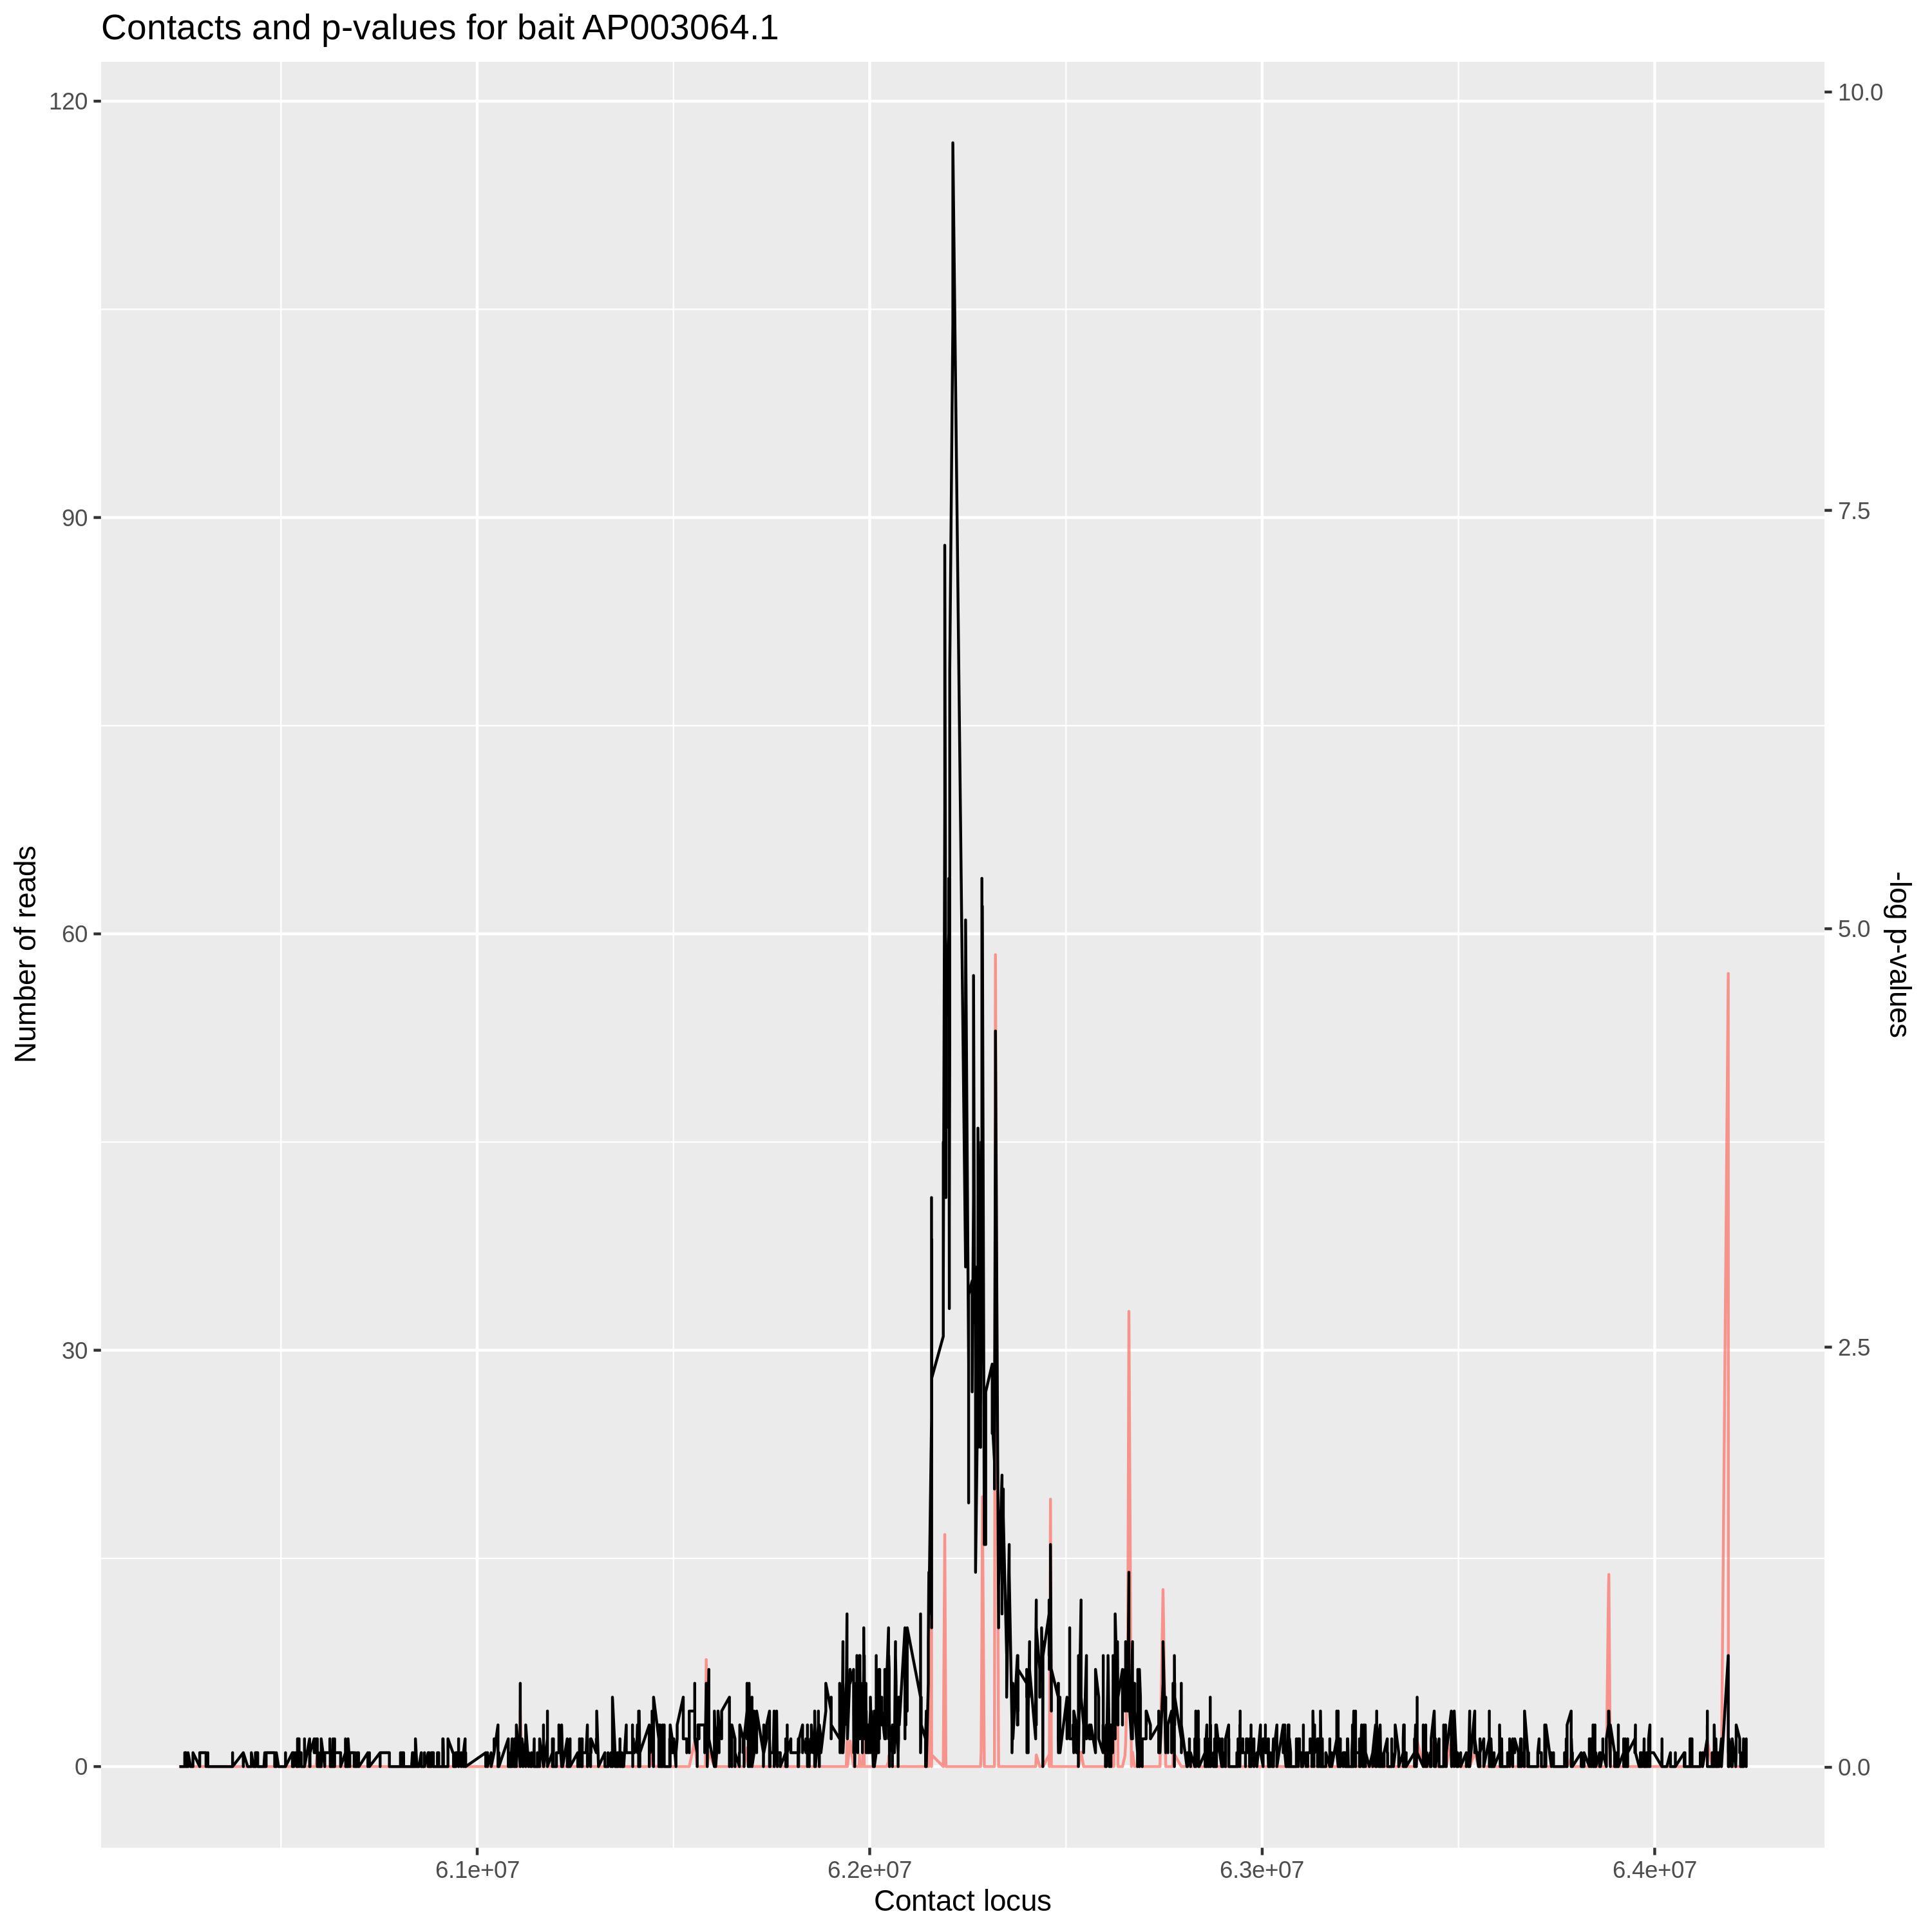 Contacts and p-values for bait AP003064.1
120
90
60
30
0
10.0
7.5
5.0
2.5
0.0
Number of reads
-log p-values
6.1e+07
6.2e+07
6.3e+07
6.4e+07
Contact locus